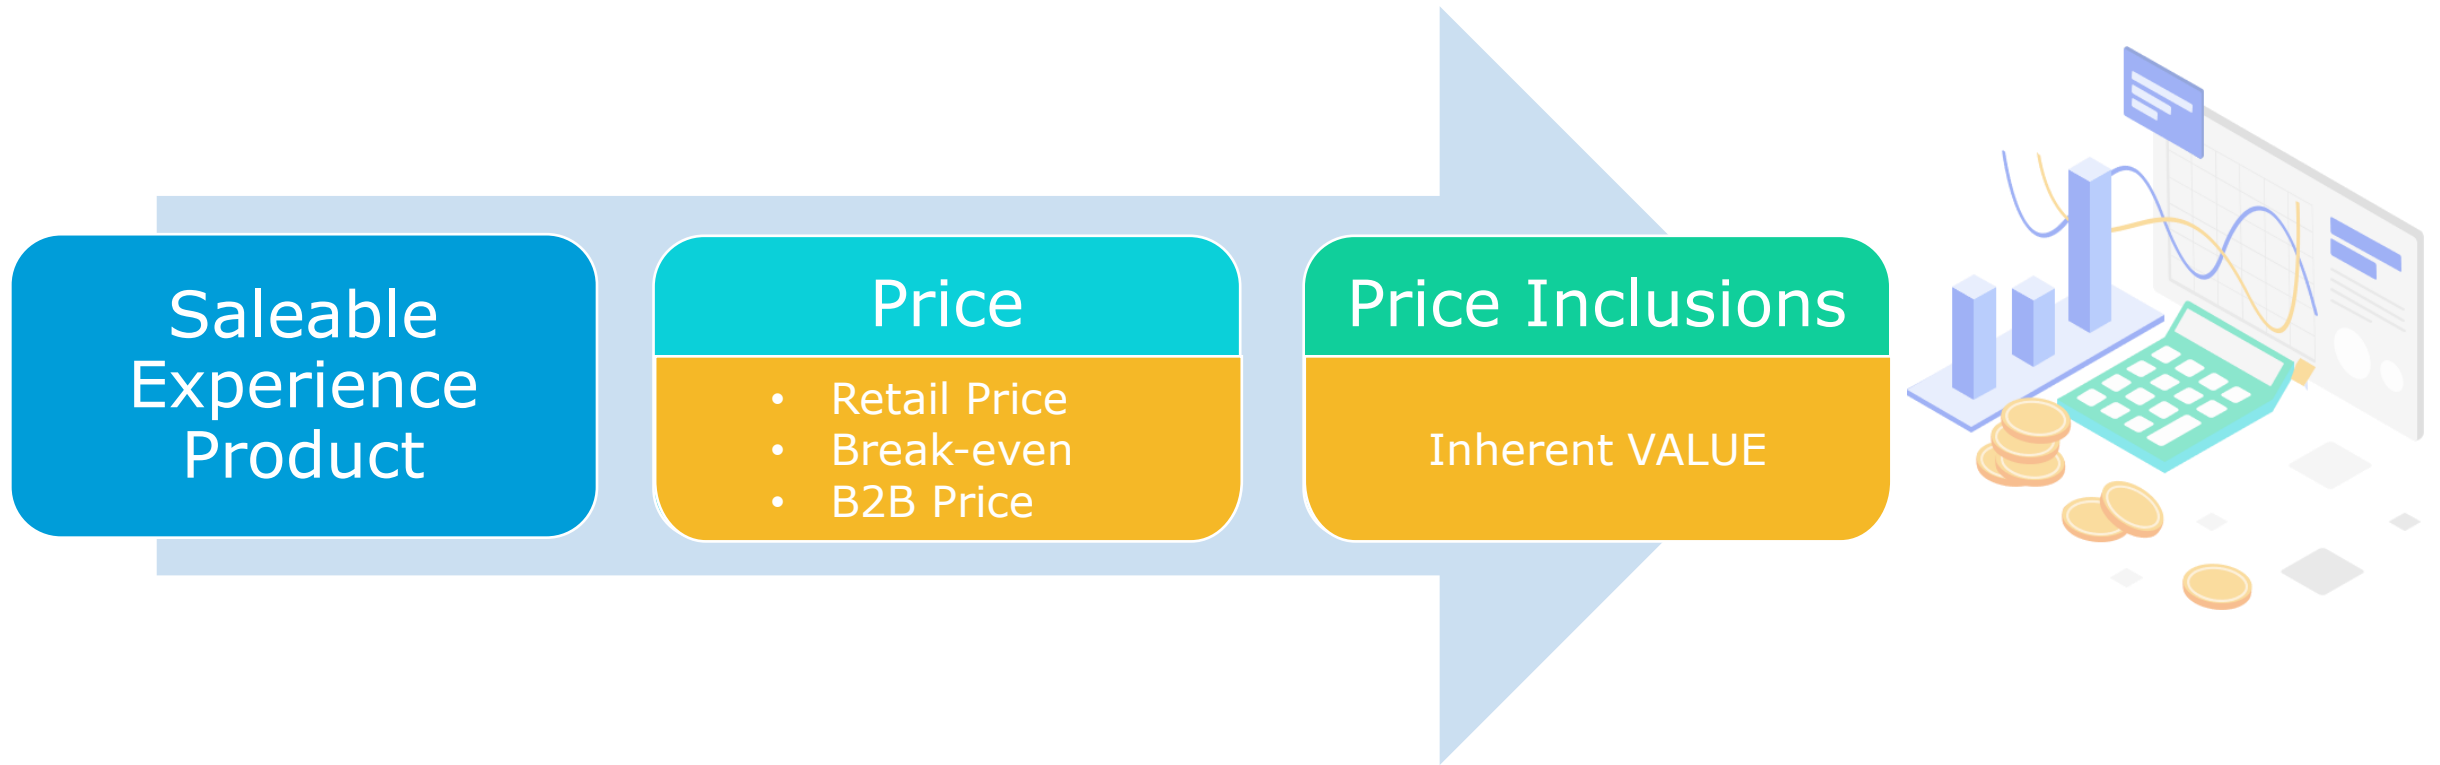 Saleable
Experience
Product
Price
• Retail Price
• Break-even
• B2B Price
Price Inclusions
Inherent VALUE